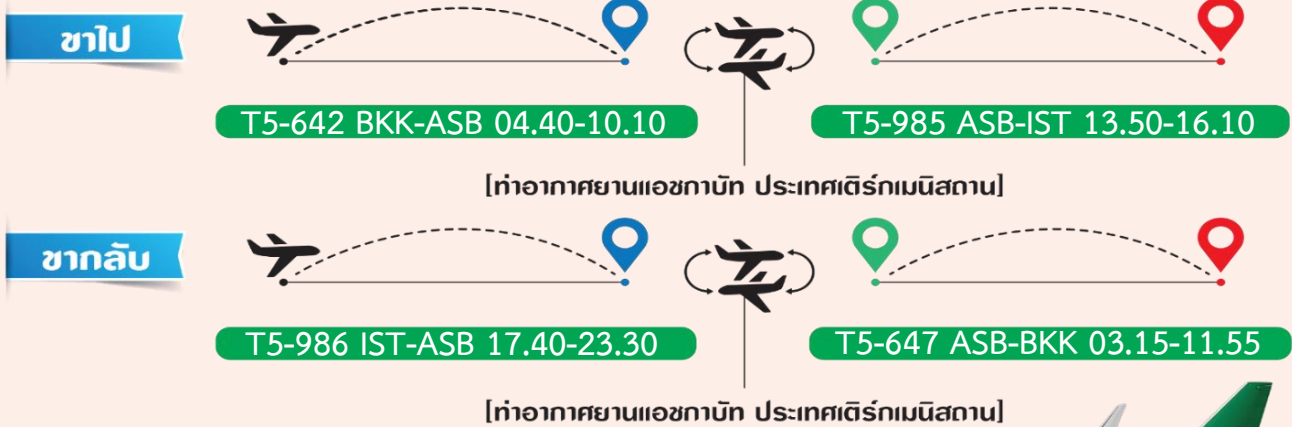 ขาไป
T5-642 BKK-ASB 04.40-10.10
T5-985 ASB-IST 13.50-16.10
[ท่าอากาศยานแอชกาบัท ประเทศเติร์กเมนิสถาน]
ขากลับ
T5-986 IST-ASB 17.40-23.30
T5-647 ASB-BKK 03.15-11.55
[ท่าอากาศยานแอชกาบัท ประเทศเติร์กเมนิสถาน]